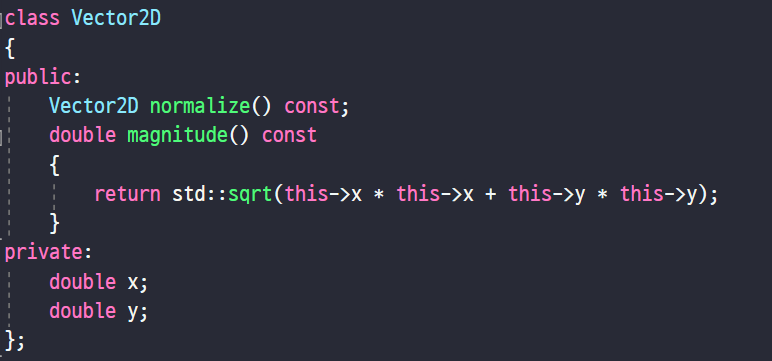 class Vector2D
{
public:
    Vector2D normalize() const;
    double magnitude() const
    {
        return std::sqrt(this->x * this->x + this->y * this->y);
    }
private:
    double x;
    double y;
};